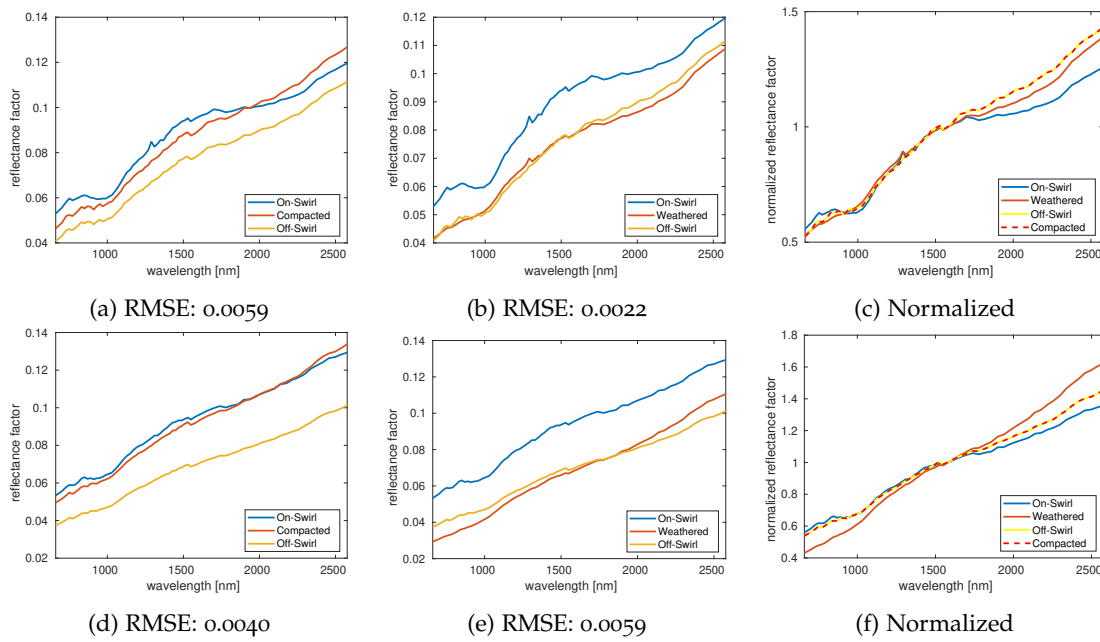 0.14
0.12
0.1
0.08
0.06
0.04
reflectance factor
1000
1500
2000
2500
wavelength [nm]
On-Swirl
Compacted
Off-Swirl
(a) RMSE: 0.0059
0.12
0.11
0.1
0.09
0.08
0.07
0.06
0.05
0.04
reflectance factor
1000
1500
2000
2500
wavelength [nm]
On-Swirl
Weathered
Off-Swirl
(b) RMSE: 0.0022
1.5
1
0.5
normalized reflectance factor
1000
1500
2000
2500
wavelength [nm]
On-Swirl
Weathered
Off-Swirl
Compacted
(c) Normalized
0.14
0.12
0.1
0.08
0.06
0.04
0.02
reflectance factor
1000
1500
2000
2500
wavelength [nm]
On-Swirl
Compacted
Off-Swirl
(d) RMSE: 0.0040
0.14
0.12
0.1
0.08
0.06
0.04
0.02
reflectance factor
1000
1500
2000
2500
wavelength [nm]
On-Swirl
Weathered
Off-Swirl
(e) RMSE: 0.0059
1.8
1.6
1.4
1.2
1
0.8
0.6
0.4
normalized reflectance factor
1000
1500
2000
2500
wavelength [nm]
On-Swirl
Weathered
Off-Swirl
Compacted
(f) Normalized